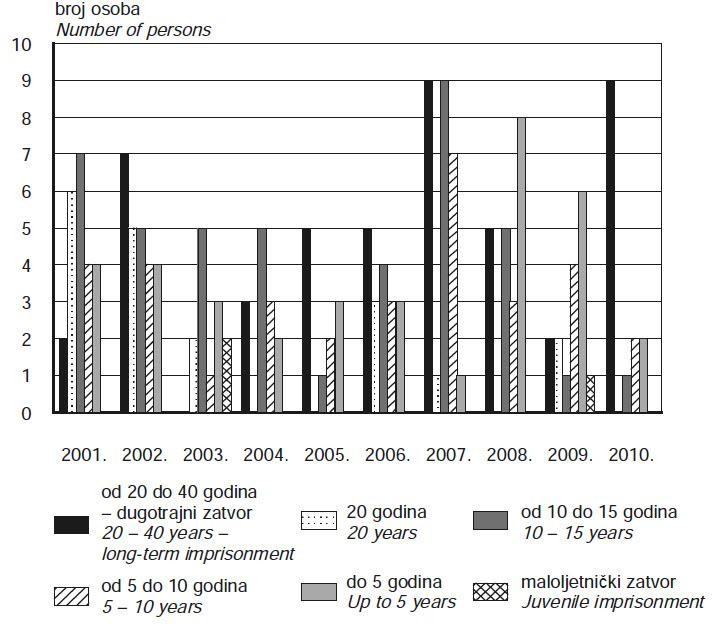 broj osoba
Number of persons
10
9
8
7
6
5
4
3
2
1
0
2001. 2002. 2003. 2004. 2005. 2006. 2007. 2008. 2009. 2010.
od 20 do 40 godina
– dugotrajni zatvor
20 – 40 years –
long-term imprisonment
20 godina
20 years
od 10 do 15 godina
10 – 15 years
od 5 do 10 godina
5 – 10 years
do 5 godina
Up to 5 years
maloljetnički zatvor
Juvenile imprisonment